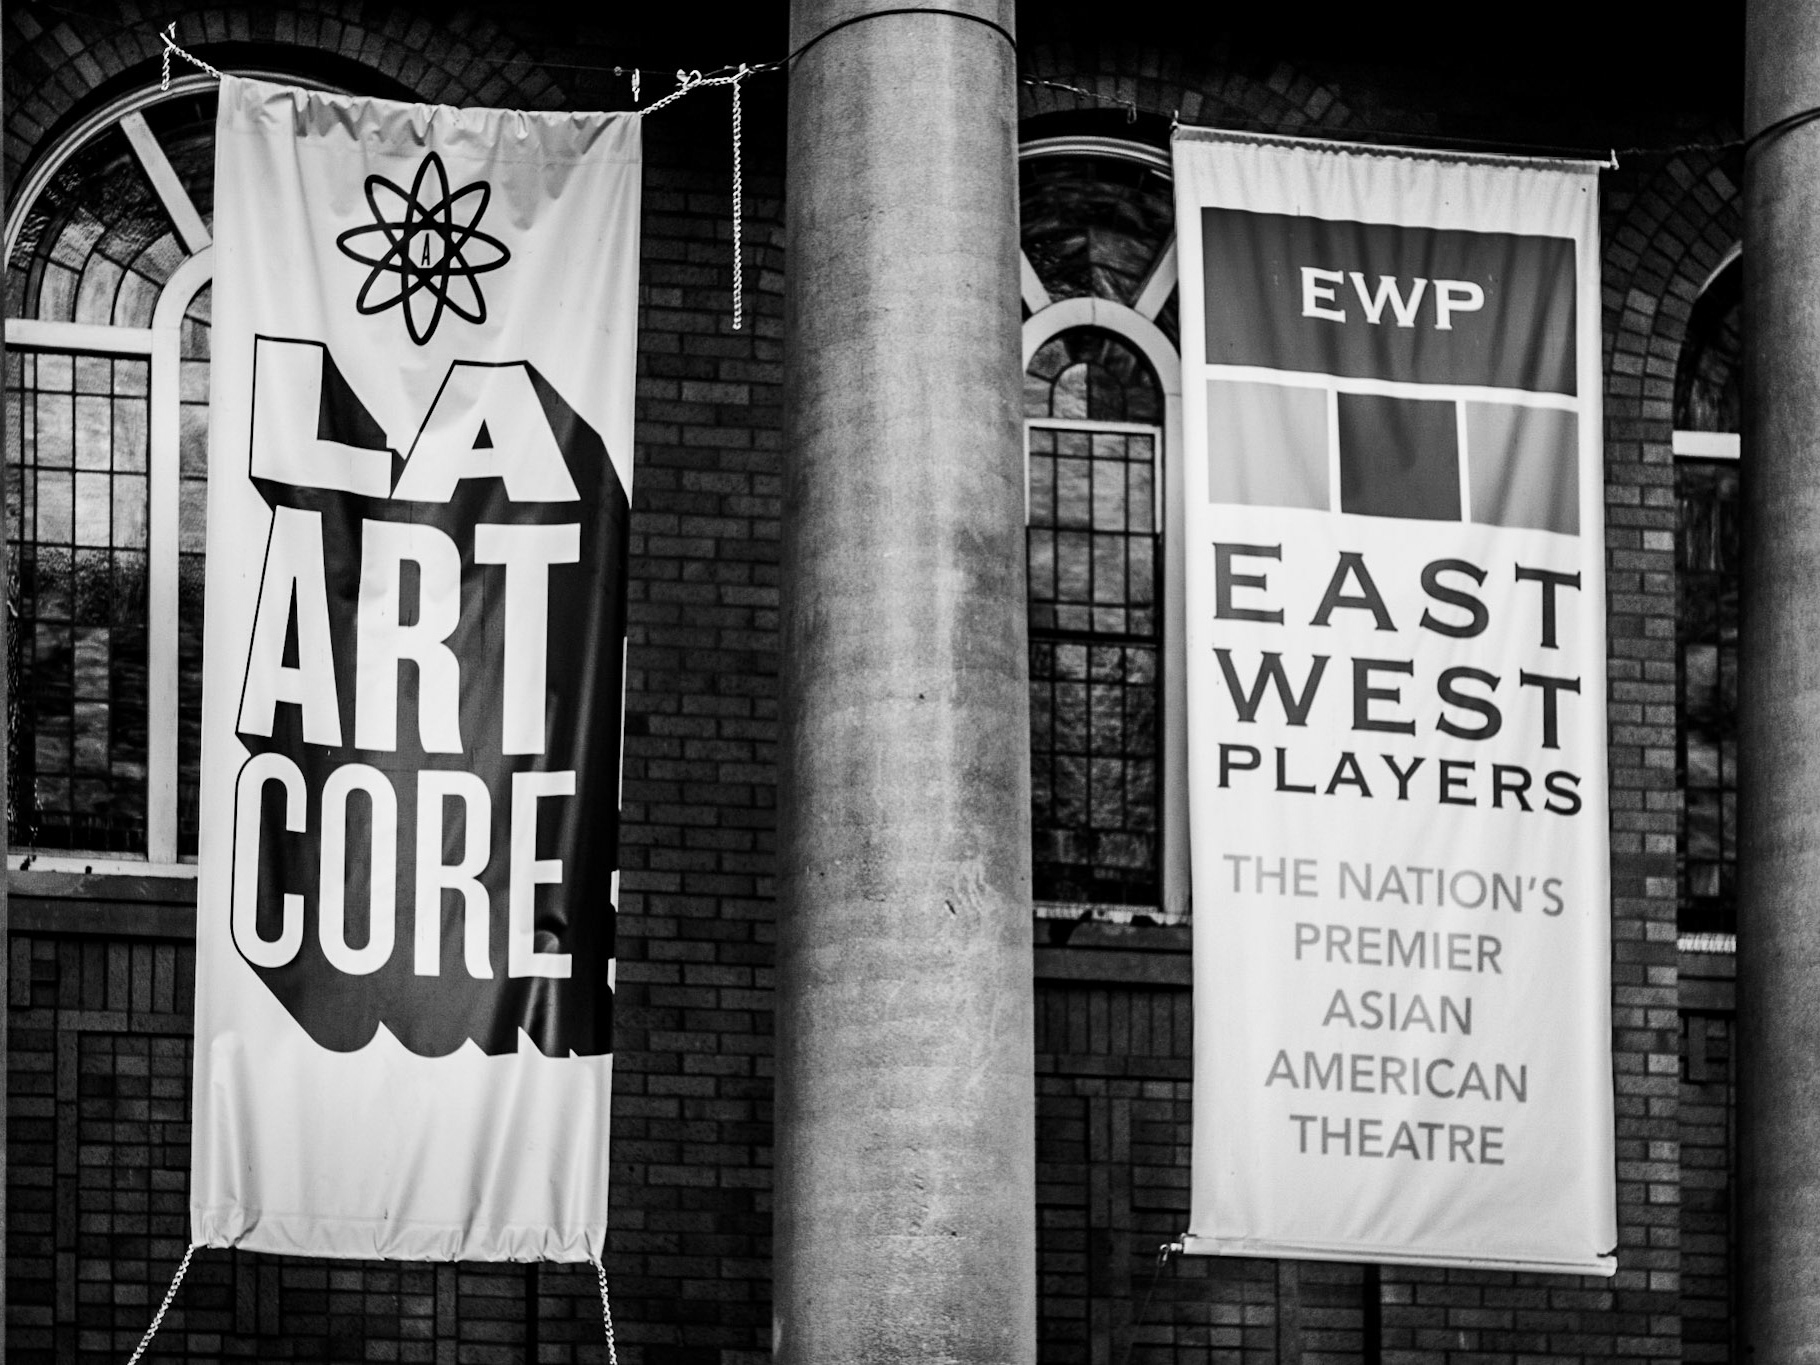 A
LA
ART
CORE
EWP
EAST
WEST
PLAYERS
THE NATION'S
PREMIER
ASIAN
AMERICAN
THEATRE